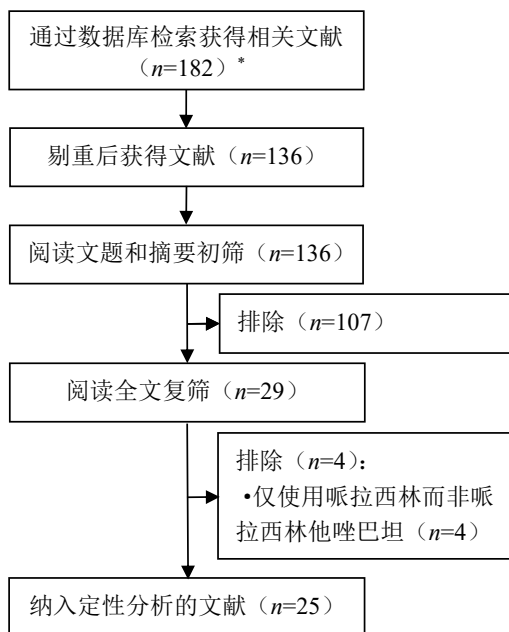 通过数据库检索获得相关文献
（n=182）*
剔重后获得文献（n=136）
阅读文题和摘要初筛（n=136）
排除（n=107）
阅读全文复筛（n=29）
排除（n=4）：
•仅使用哌拉西林而非哌
拉西林他唑巴坦（n=4）
纳入定性分析的文献（n=25）